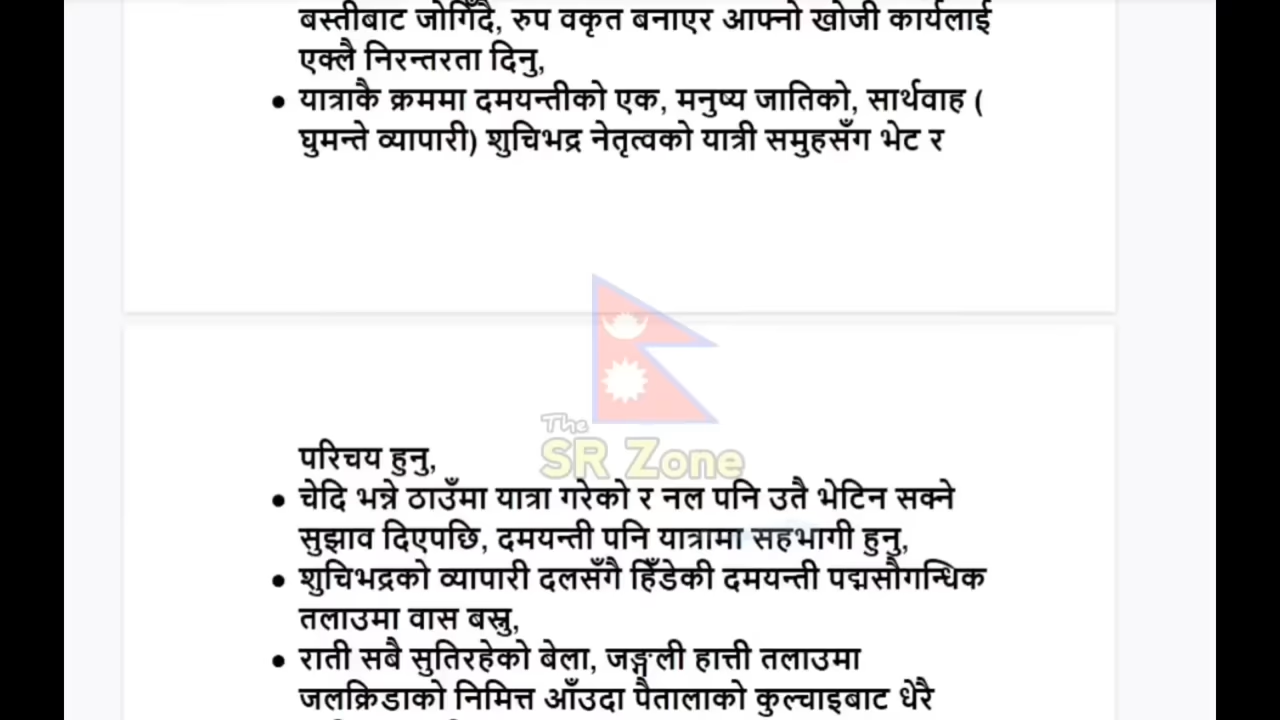 बस्तीबाट जोगिँदै, रुप वकृत बनाएर आफ्नो खोजी कार्यलाई
एक्लै निरन्तरता दिनु,
● यात्राकै क्रममा दमयन्तीको एक, मनुष्य जातिको, सार्थवाह (
घुमन्ते व्यापारी) शुचिभद्र नेतृत्वको यात्री समुहसँग भेट र
The
SR Zone
परिचय हुनु,
● चेदि भन्ने ठाउँमा यात्रा गरेको र नल पनि उतै भेटिन सक्ने
सुझाव दिएपछि, दमयन्ती पनि यात्रामा सहभागी हुनु,
● शुचिभद्रको व्यापारी दलसँगै हिँडेकी दमयन्ती पद्मसौगन्धिक
तलाउमा वास बस्नु,
● राती सबै सुतिरहेको बेला, जङ्गली हात्ती तलाउमा
जलक्रिडाको निमित्त आँउदा पैतालाको कुल्चाइबाट धेरै